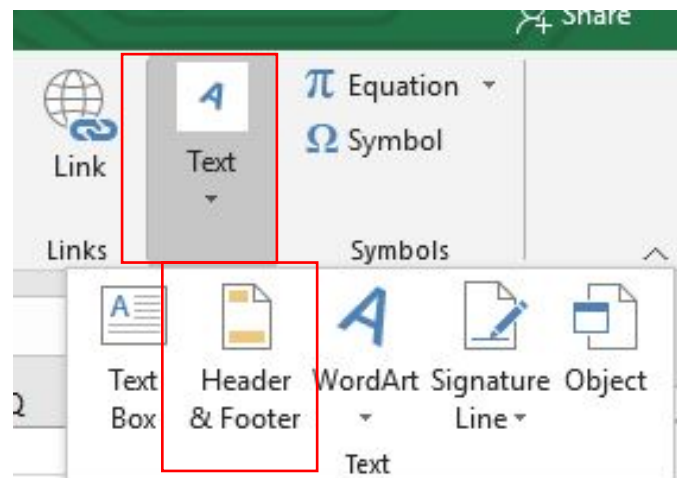 Share
Link
Text
π Equation
Ω Symbol
Links
Symbols
A
Text Box
Header & Footer
WordArt
Signature Line
Object
Q
Text